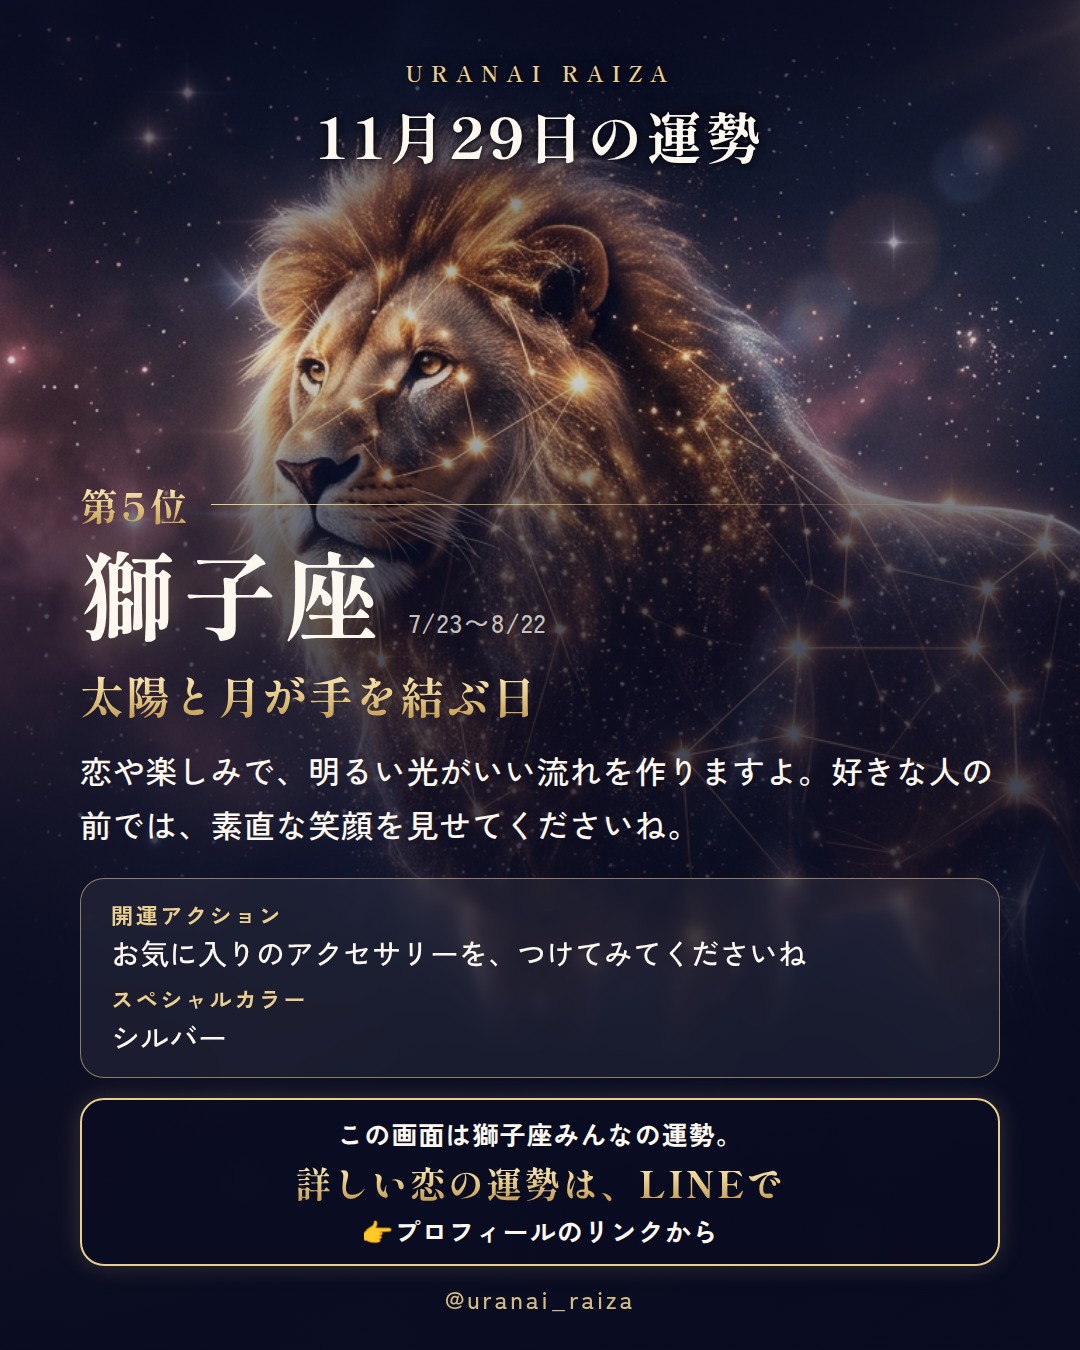 URANAI RAIZA
11月29日の運勢
第5位
獅子座 7/23〜8/22
太陽と月が手を結ぶ日
恋や楽しみで、明るい光がいい流れを作りますよ。好きな人の
前では、素直な笑顔を見せてくださいね。
開運アクション
お気に入りのアクセサリーを、つけてみてくださいね
スペシャルカラー
シルバー
この画面は獅子座みんなの運勢。
詳しい恋の運勢は、LINEで
👉プロフィールのリンクから
@uranai_raiza